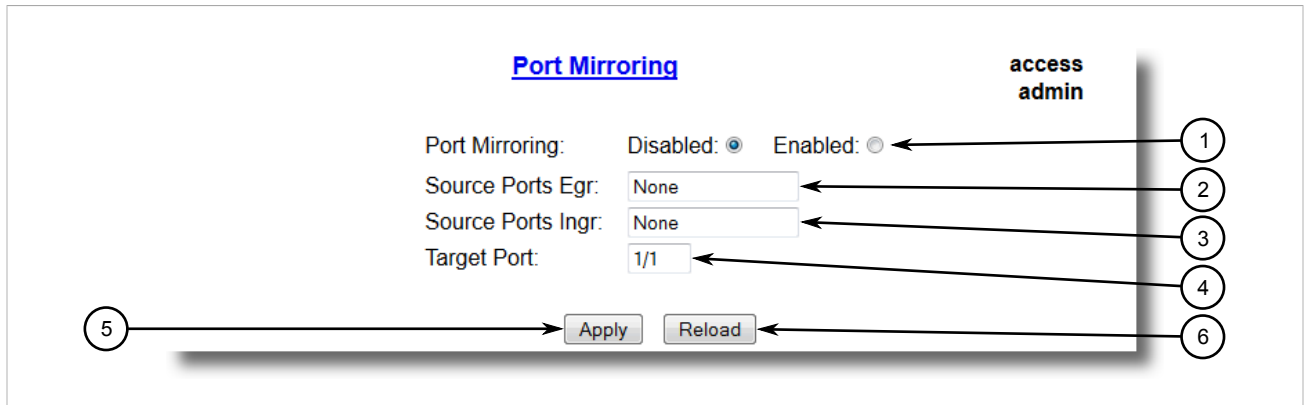 Port Mirroring
access
admin
Port Mirroring: Disabled: Enabled:
1
Source Ports Egr: None
2
Source Ports Ingr: None
3
Target Port: 1/1
4
5
Apply Reload
6